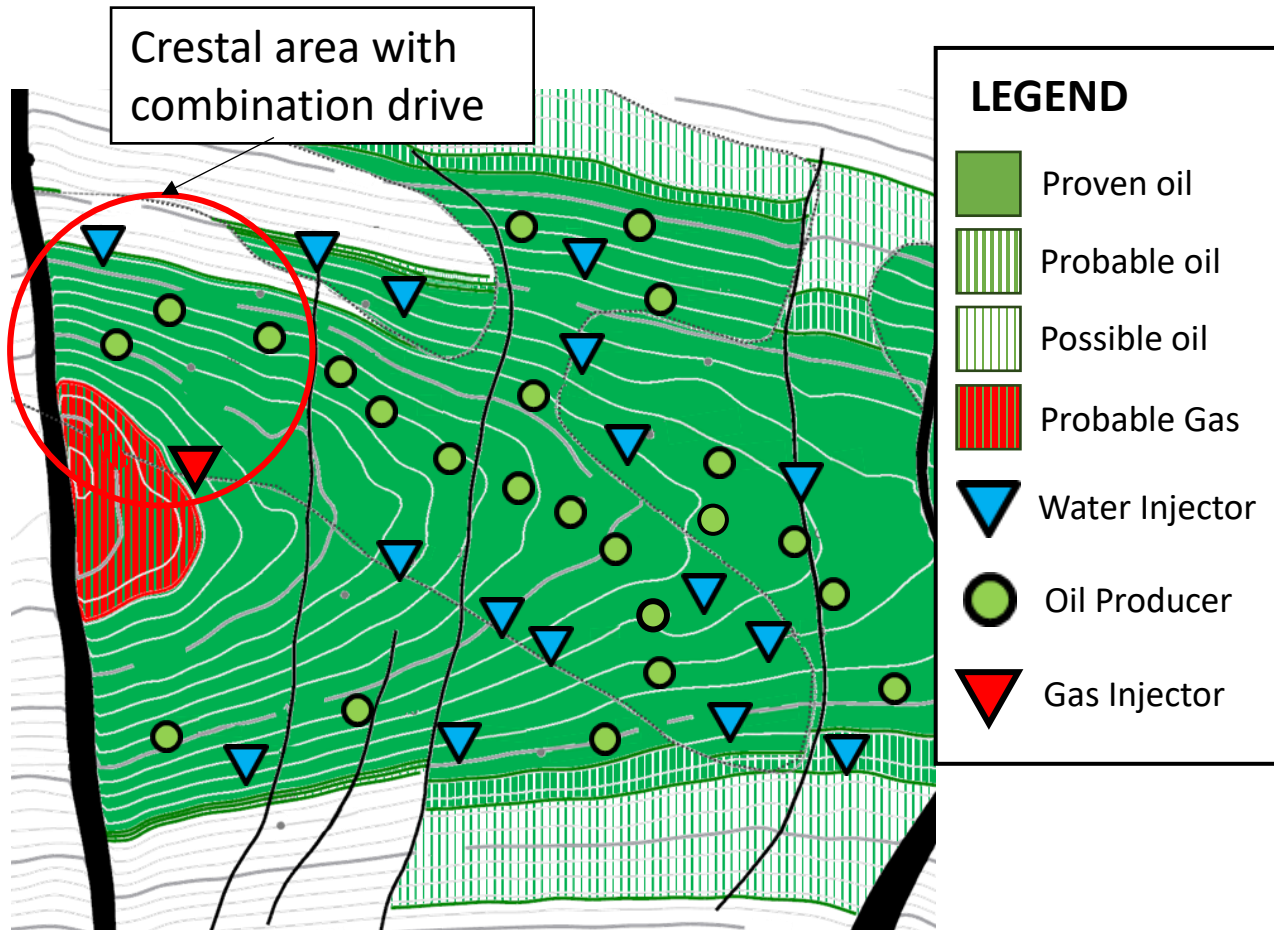 Crestal area with
combination drive
LEGEND
Proven oil
Probable oil
Possible oil
Probable Gas
Water Injector
Oil Producer
Gas Injector